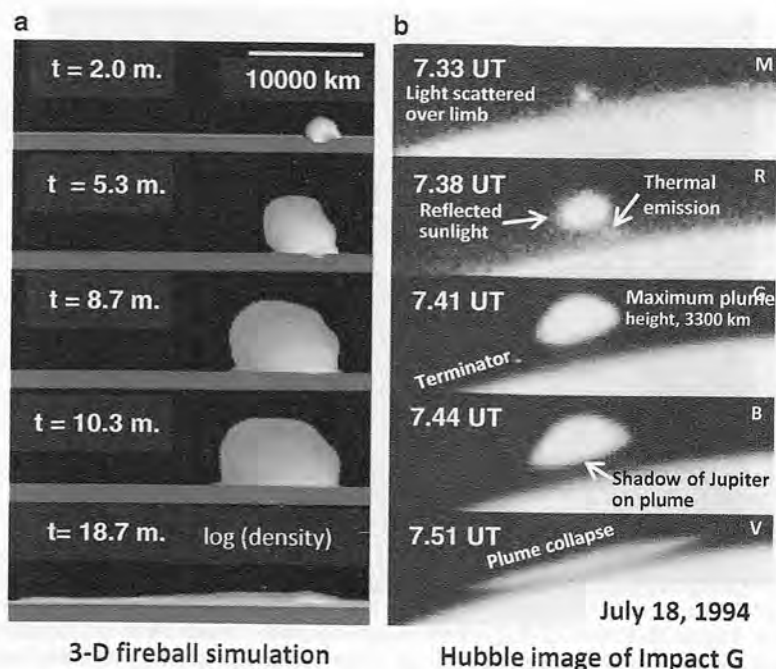 a
t = 2.0 m.
10000 km
t = 5.3 m.
t = 8.7 m.
t = 10.3 m.
t= 18.7 m.
log (density)
3-D fireball simulation
b
7.33 UT
M
Light scattered
over limb
7.38 UT
R
Thermal
emission
Reflected
sunlight
7.41 UT
G
Maximum plume
height, 3300 km
Terminator
7.44 UT
B
Shadow of Jupiter
on plume
7.51 UT
V
Plume collapse
July 18, 1994
Hubble image of Impact G